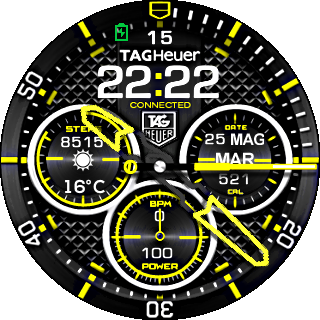 15
TAGHeuer
22:22
CONNECTED
TAG
HEUER
STEP
8515
16°C
DATE
25 MAG
MAR
521
CAL
BPM
0
100
POWER
50
40
30
20